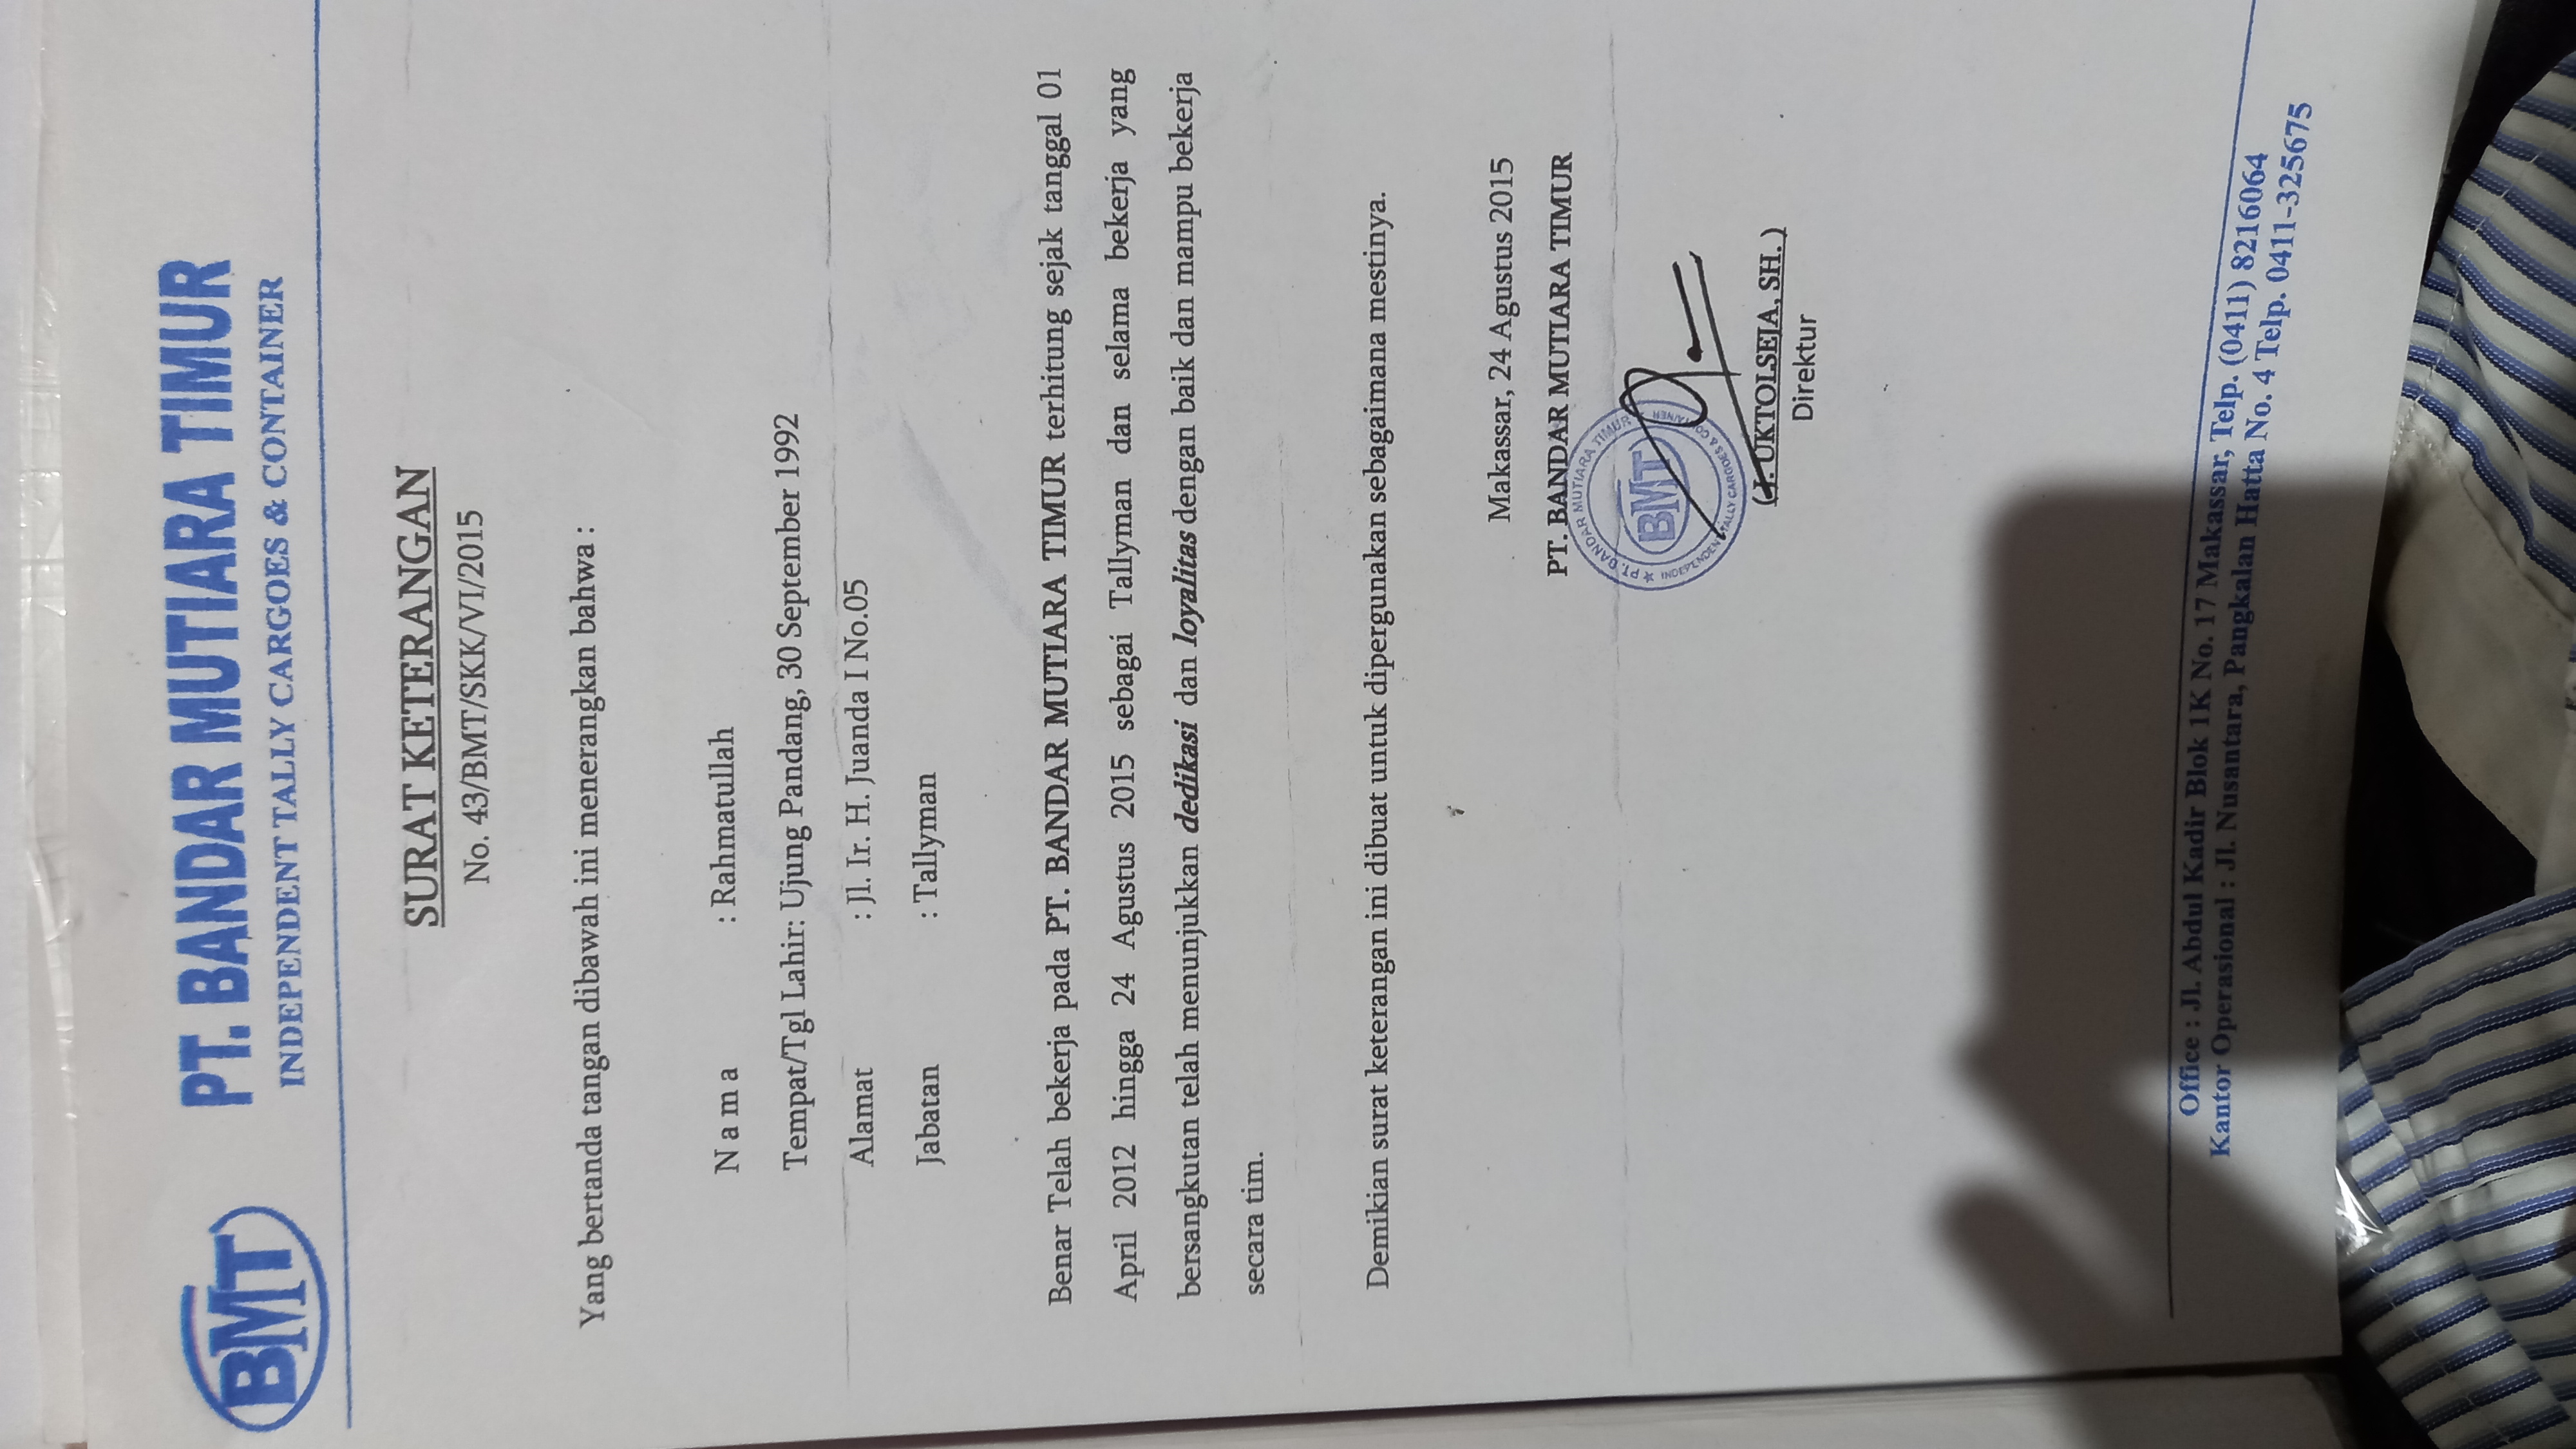 BMT
PT. BANDAR MUTIARA TIMUR
INDEPENDENT TALLY CARGOES & CONTAINER
SURAT KETERANGAN
No. 43/BMT/SKK/VI/2015
Yang bertanda tangan dibawah ini menerangkan bahwa :
N a m a : Rahmatullah
Tempat/Tgl Lahir: Ujung Pandang, 30 September 1992
Alamat : Jl. Ir. H. Juanda I No.05
Jabatan : Tallyman
Benar Telah bekerja pada PT. BANDAR MUTIARA TIMUR terhitung sejak tanggal 01
April 2012 hingga 24 Agustus 2015 sebagai Tallyman dan selama bekerja yang
bersangkutan telah menunjukkan dedikasi dan loyalitas dengan baik dan mampu bekerja
secara tim.
Demikian surat keterangan ini dibuat untuk dipergunakan sebagaimana mestinya.
Makassar, 24 Agustus 2015
PT. BANDAR MUTIARA TIMUR
PT. BANDAR MUTIARA TIMUR
BMT
INDEPENDENT TALLY CARGOES & CONTAINER
(J. UKTOLSEJA, SH. )
Direktur
Office : Jl. Abdul Kadir Blok 1K No. 17 Makassar, Telp. (0411) 8216064
Kantor Operasional : Jl. Nusantara, Pangkalan Hatta No. 4 Telp. 0411-325675